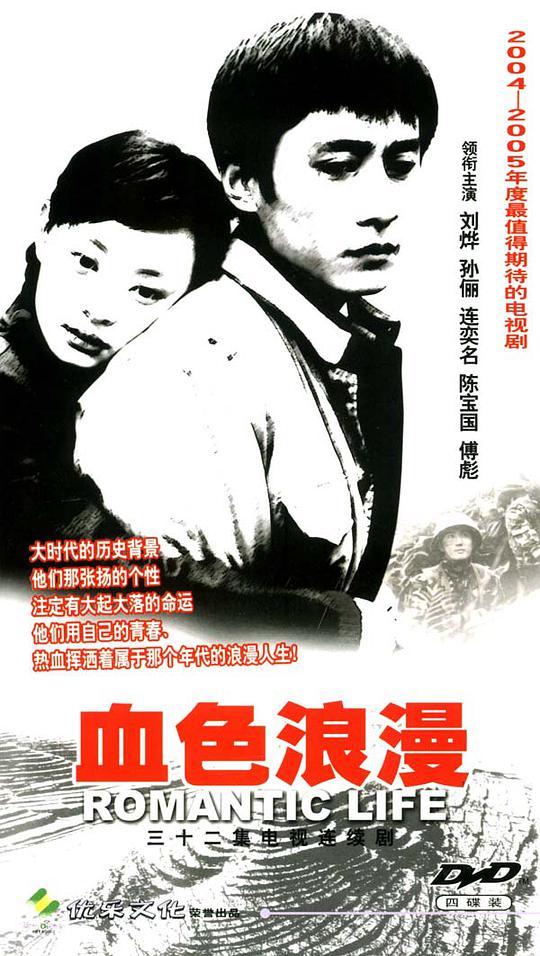 2004—2005年度最值得期待的电视剧
领衔主演 刘烨 孙俪 连奕名 陈宝国 傅彪
大时代的历史背景
他们那张扬的个性
注定有大起大落的命运
他们用自己的青春、
热血挥洒着属于那个年代的浪漫人生!
血色浪漫
ROMANTIC LIFE
三十二集电视连续剧
DVD
TM
四碟装
优乐文化 荣誉出品